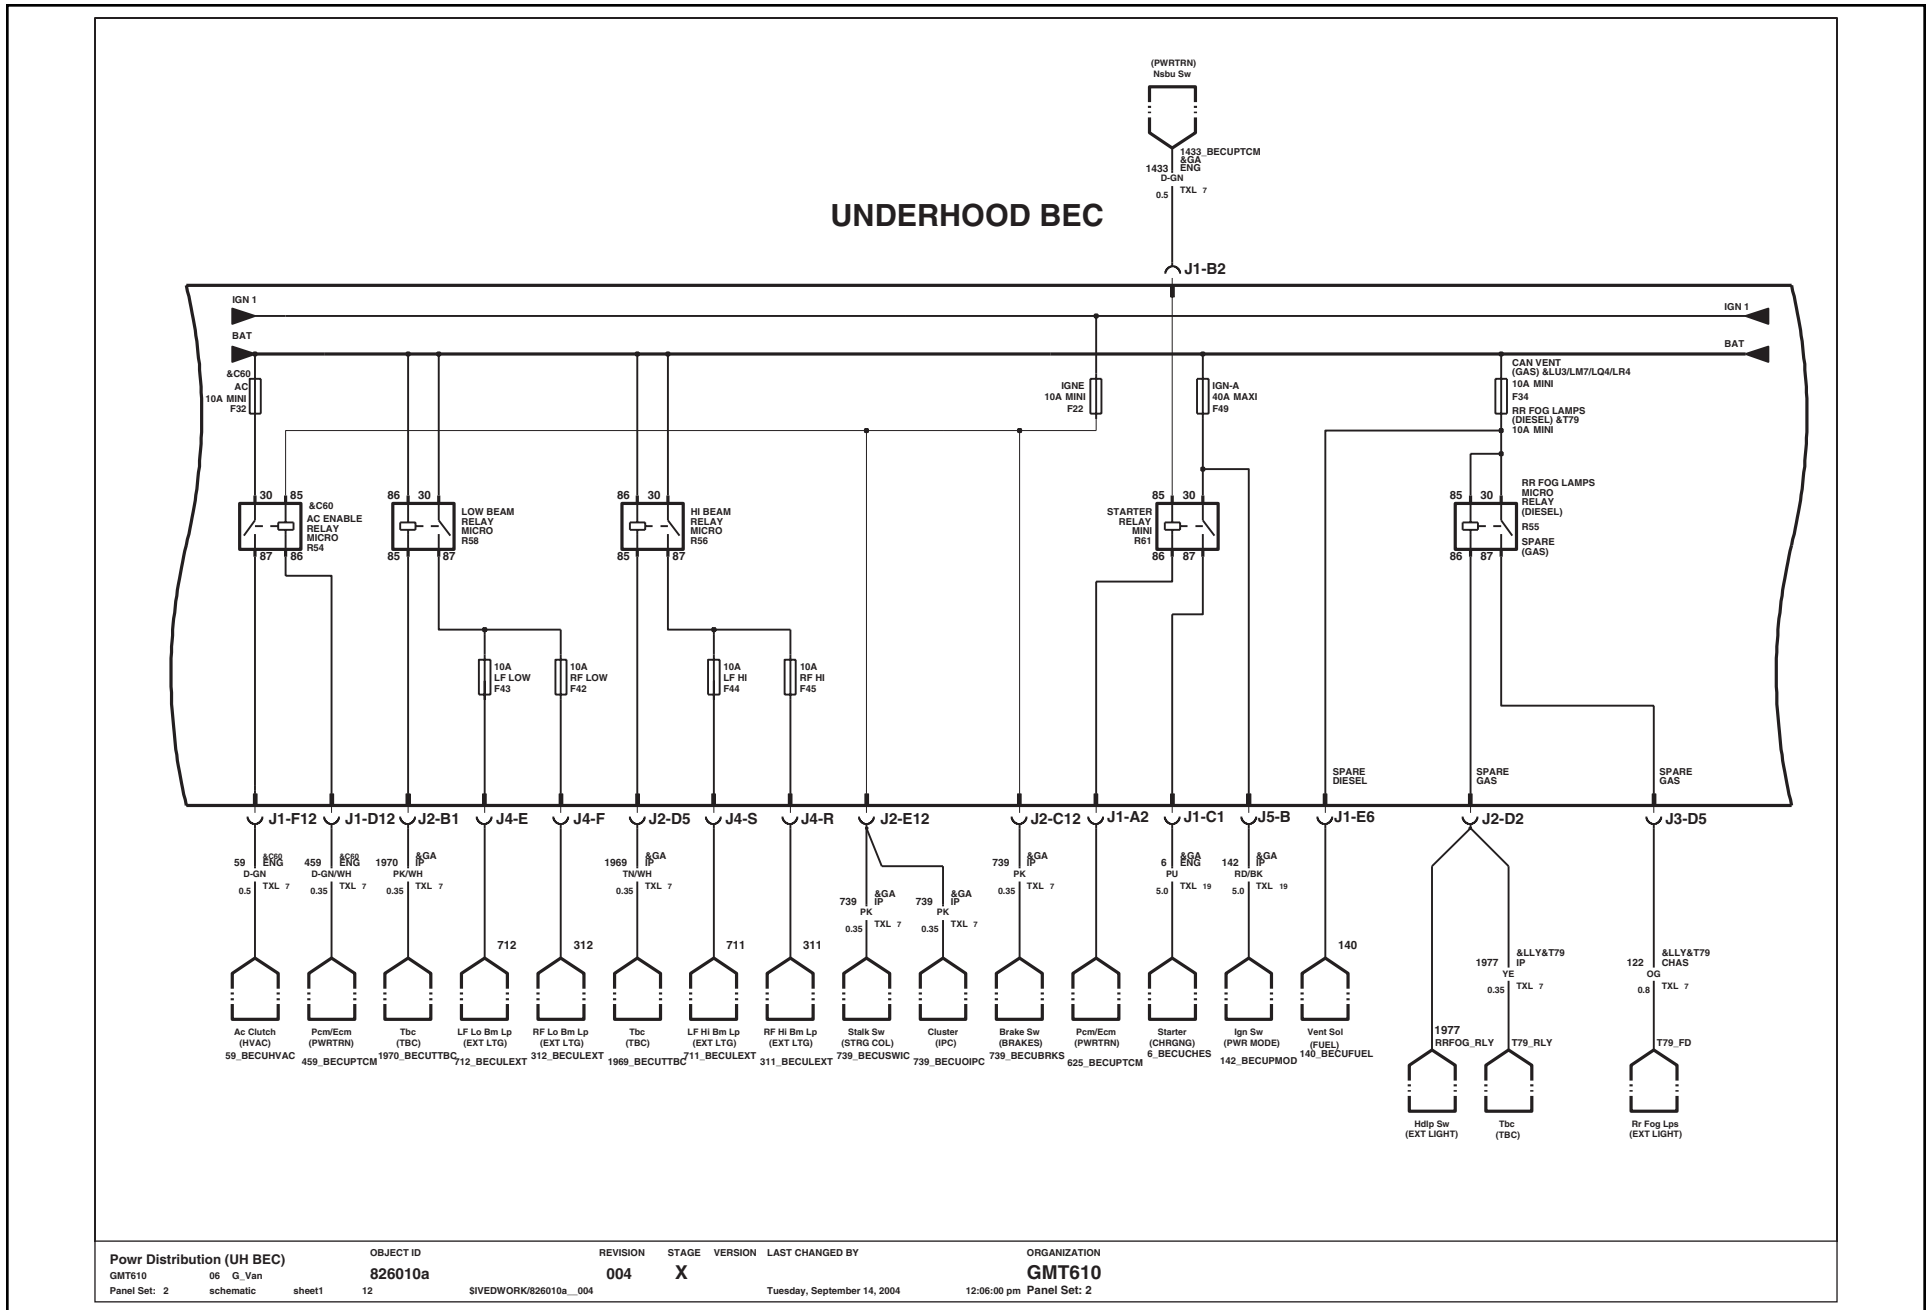 (PWRTRN)
Nsbu Sw
1433_BECUPTCM
&GA
1433 ENG
D-GN
TXL 7
0.5
UNDERHOOD BEC
J1-B2
IGN 1
IGN 1
BAT
BAT
&C60
AC
10A MINI
F32
IGNE
10A MINI
F22
IGN-A
40A MAXI
F49
CAN VENT
(GAS) &LU3/LM7/LQ4/LR4
10A MINI
F34
RR FOG LAMPS
(DIESEL) &T79
10A MINI
30 85
&C60
AC ENABLE
RELAY
MICRO
R54
87 86
86 30
LOW BEAM
RELAY
MICRO
R58
85 87
86 30
HI BEAM
RELAY
MICRO
R56
85 87
85 30
STARTER
RELAY
MINI
R61
86 87
85 30
RR FOG LAMPS
MICRO
RELAY
(DIESEL)
R55
SPARE
(GAS)
86 87
10A
LF LOW
F43
10A
RF LOW
F42
10A
LF HI
F44
10A
RF HI
F45
SPARE
DIESEL
SPARE
GAS
SPARE
GAS
J1-F12 J1-D12 J2-B1 J4-E J4-F J2-D5 J4-S J4-R J2-E12 J2-C12 J1-A2 J1-C1 J5-B J1-E6 J2-D2 J3-D5
&C60
59 ENG
D-GN
TXL 7
0.5
&C60
459 ENG
D-GN/WH
TXL 7
0.35
&GA
1970 IP
PK/WH
TXL 7
0.35
&GA
1969 IP
TN/WH
TXL 7
0.35
&GA
739 IP
PK
TXL 7
0.35
&GA
739 IP
PK
TXL 7
0.35
&GA
739 IP
PK
TXL 7
0.35
&GA
6 ENG
PU
TXL 19
5.0
&GA
142 IP
RD/BK
TXL 19
5.0
712
312
711
311
140
&LLY&T79
1977 IP
YE
TXL 7
0.35
&LLY&T79
122 CHAS
OG
TXL 7
0.8
Ac Clutch
(HVAC)
59_BECUHVAC
Pcm/Ecm
(PWRTRN)
459_BECUPTCM
Tbc
(TBC)
1970_BECUTTBC
LF Lo Bm Lp
(EXT LTG)
712_BECULEXT
RF Lo Bm Lp
(EXT LTG)
312_BECULEXT
Tbc
(TBC)
1969_BECUTTBC
LF Hi Bm Lp
(EXT LTG)
711_BECULEXT
RF Hi Bm Lp
(EXT LTG)
311_BECULEXT
Stalk Sw
(STRG COL)
739_BECUSWIC
Cluster
(IPC)
739_BECUOIPC
Brake Sw
(BRAKES)
739_BECUBRKS
Pcm/Ecm
(PWRTRN)
625_BECUPTCM
Starter
(CHRGNG)
6_BECUCHES
Ign Sw
(PWR MODE)
142_BECUPMOD
Vent Sol
(FUEL)
140_BECUFUEL
1977
RRFOG_RLY
T79_RLY
T79_FD
Hdlp Sw
(EXT LIGHT)
Tbc
(TBC)
Rr Fog Lps
(EXT LIGHT)
Powr Distribution (UH BEC)
GMT610 06 G_Van
Panel Set: 2 schematic sheet1 12
OBJECT ID
826010a
$IVEDWORK/826010a__004
REVISION STAGE VERSION LAST CHANGED BY
004 X
Tuesday, September 14, 2004 12:06:00 pm
ORGANIZATION
GMT610
Panel Set: 2